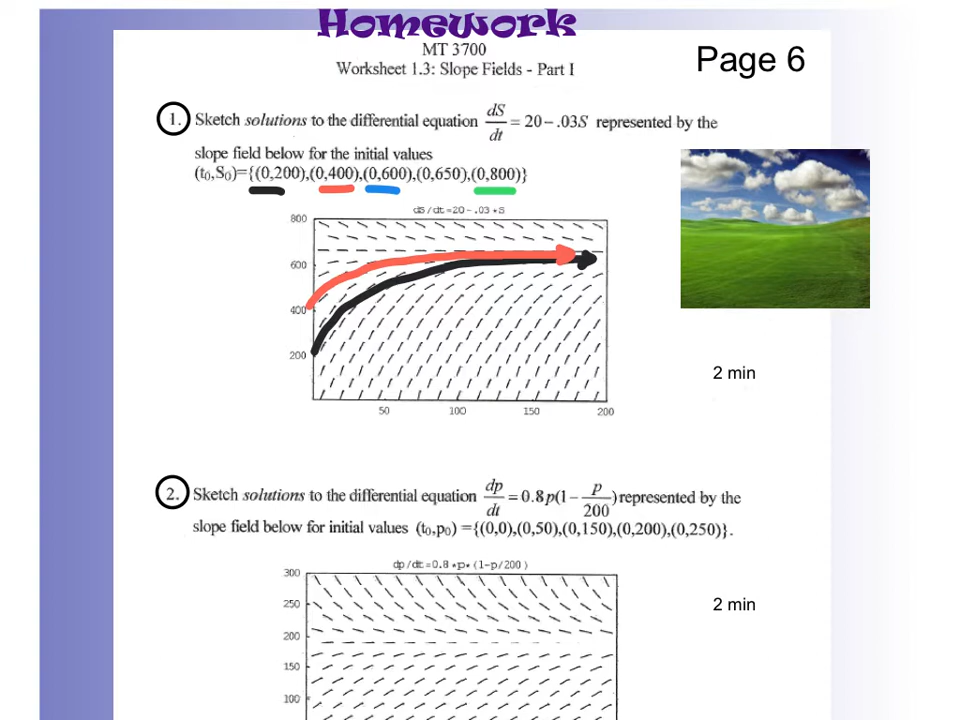 Homework
MT 3700
Worksheet 1.3: Slope Fields - Part I
Page 6
1. Sketch solutions to the differential equation dS/dt = 20 - .03S represented by the
slope field below for the initial values
(t₀,S₀)={(0,200),(0,400),(0,600),(0,650),(0,800)}
dS/dt=20-.03*S
800
600
400
200
50 100 150 200
2 min
2. Sketch solutions to the differential equation dp/dt = 0.8p(1- p/200) represented by the
slope field below for initial values (t₀,p₀) ={(0,0),(0,50),(0,150),(0,200),(0,250)}.
dp/dt=0.8*p*(1-p/200)
300
250
200
150
100
2 min